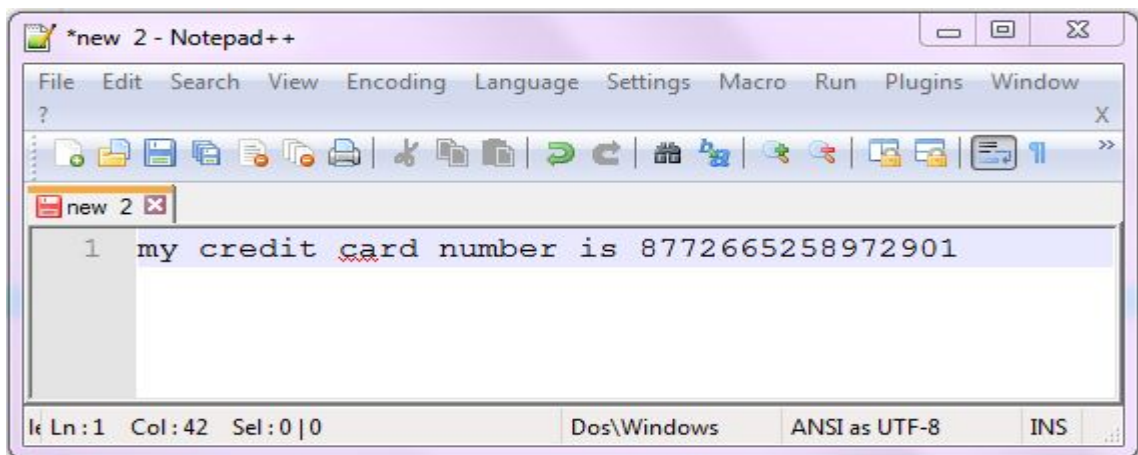 *new 2 - Notepad++
File Edit Search View Encoding Language Settings Macro Run Plugins Window
? X
new 2
1 my credit card number is 8772665258972901
Ln:1 Col:42 Sel:0|0 Dos\Windows ANSI as UTF-8 INS